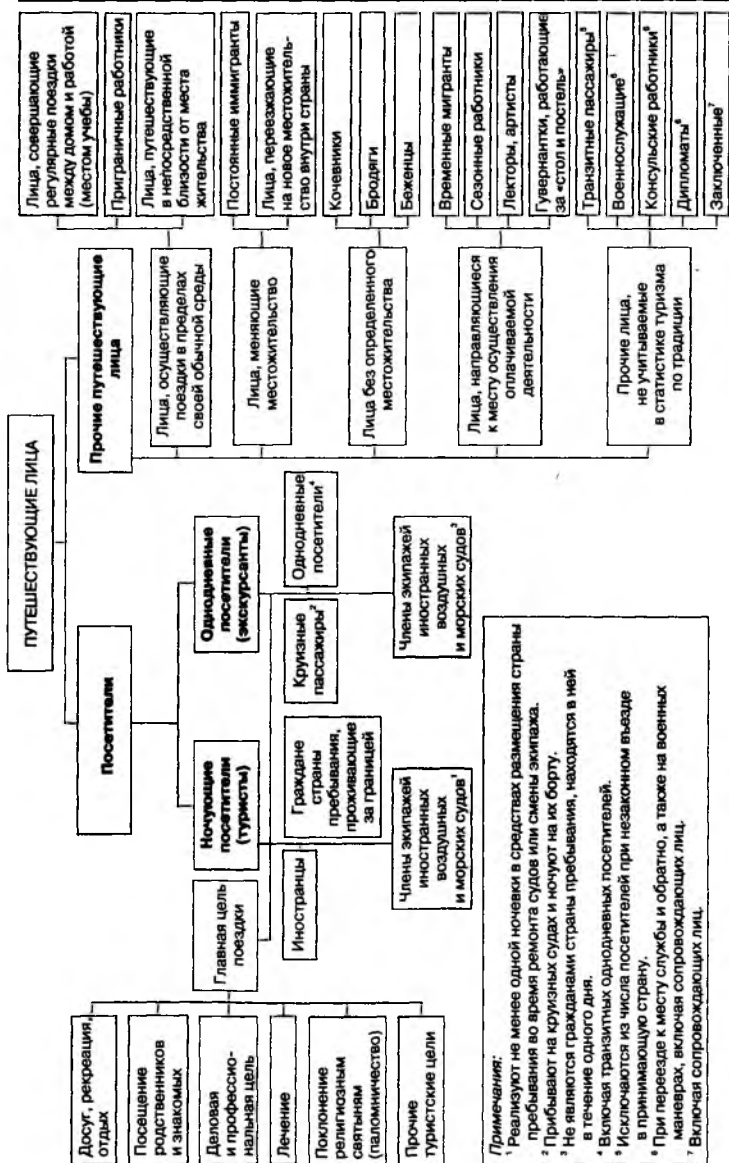 ПУТЕШЕСТВУЮЩИЕ ЛИЦА
Посетители
Прочие путешествующие
лица
Ночующие
посетители
(туристы)
Однодневные
посетители
(экскурсанты)
Главная цель
поездки
Досуг, рекреация,
отдых
Посещение
родственников
и знакомых
Деловая
и профессио-
нальная цель
Лечение
Поклонение
религиозным
святыням
(паломничество)
Прочие
туристские цели
Иностранцы
Граждане
страны
пребывания,
проживающие
за границей
Члены экипажей
иностранных
воздушных
и морских судов¹
Круизные
пассажиры²
Однодневные
посетители⁴
Члены экипажей
иностранных
воздушных
и морских судов³
Лица, осуществляющие
поездки в пределах
своей обычной среды
Лица, совершающие
регулярные поездки
между домом и работой
(местом учебы)
Приграничные работники
Лица, путешествующие
в непосредственной
близости от места
жительства
Лица, меняющие
местожительство
Постоянные иммигранты
Лица, переезжающие
на новое местожитель-
ство внутри страны
Лица без определенного
местожительства
Кочевники
Бродяги
Беженцы
Лица, направляющиеся
к месту осуществления
оплачиваемой
деятельности
Временные мигранты
Сезонные работники
Лекторы, артисты
Гувернантки, работающие
за «стол и постель»
Прочие лица,
не учитываемые
в статистике туризма
по традиции
Транзитные пассажиры⁵
Военнослужащие⁶
Консульские работники⁶
Дипломаты⁶
Заключенные⁷
Примечания:
¹ Реализуют не менее одной ночевки в средствах размещения страны
пребывания во время ремонта судов или смены экипажа.
² Прибывают на круизных судах и ночуют на их борту.
³ Не являются гражданами страны пребывания, находятся в ней
в течение одного дня.
⁴ Включая транзитных однодневных посетителей.
⁵ Исключаются из числа посетителей при незаконном въезде
в принимающую страну.
⁶ При переезде к месту службы и обратно, а также на военных
маневрах, включая сопровождающих лиц.
⁷ Включая сопровождающих лиц.